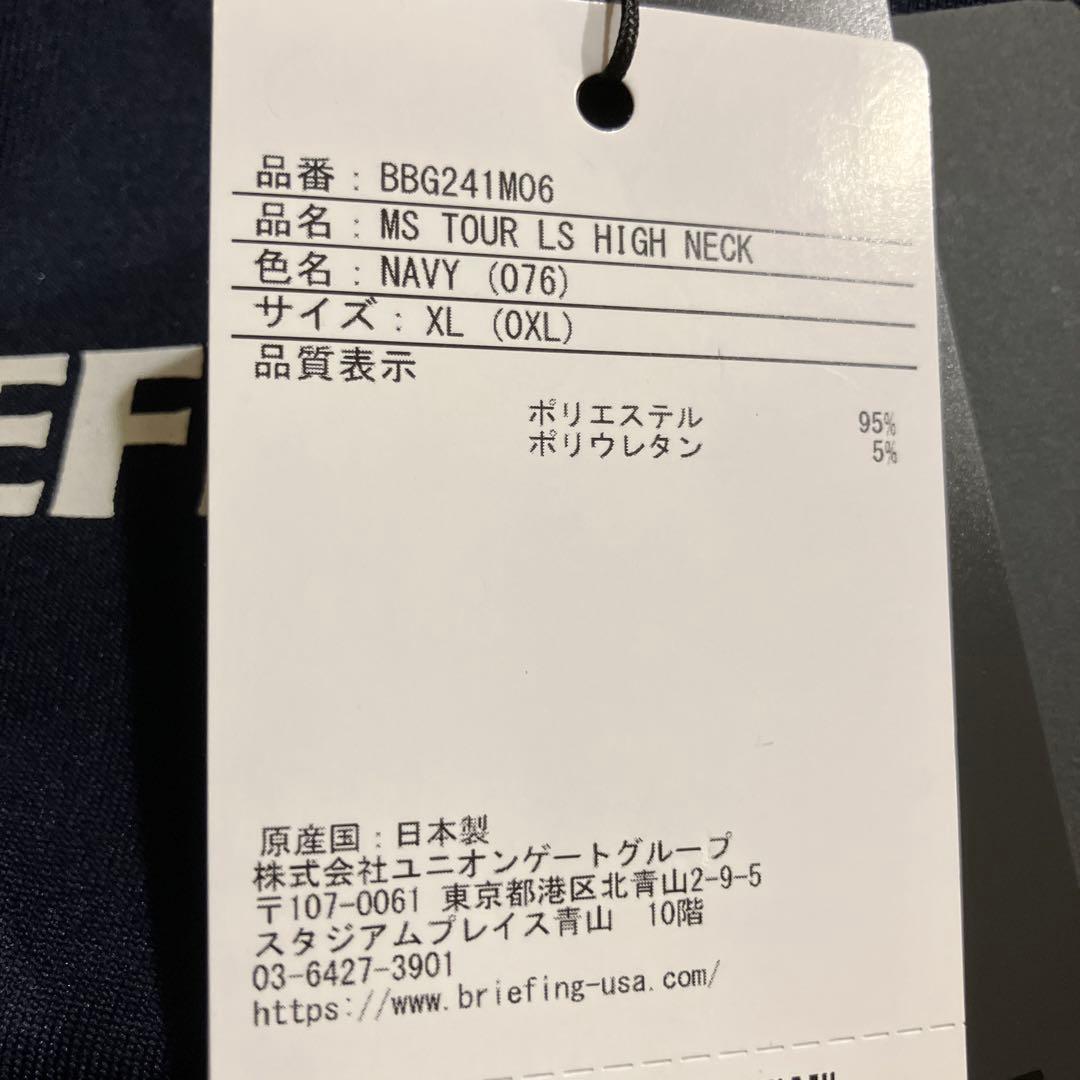 品番 : BBG241M06
品名 : MS TOUR LS HIGH NECK
色名 : NAVY (076)
サイズ : XL (0XL)
品質表示
ポリエステル 95%
ポリウレタン 5%
EF
原産国 : 日本製
株式会社ユニオンゲートグループ
〒107-0061 東京都港区北青山2-9-5
スタジアムプレイス青山 10階
03-6427-3901
https://www.briefing-usa.com/